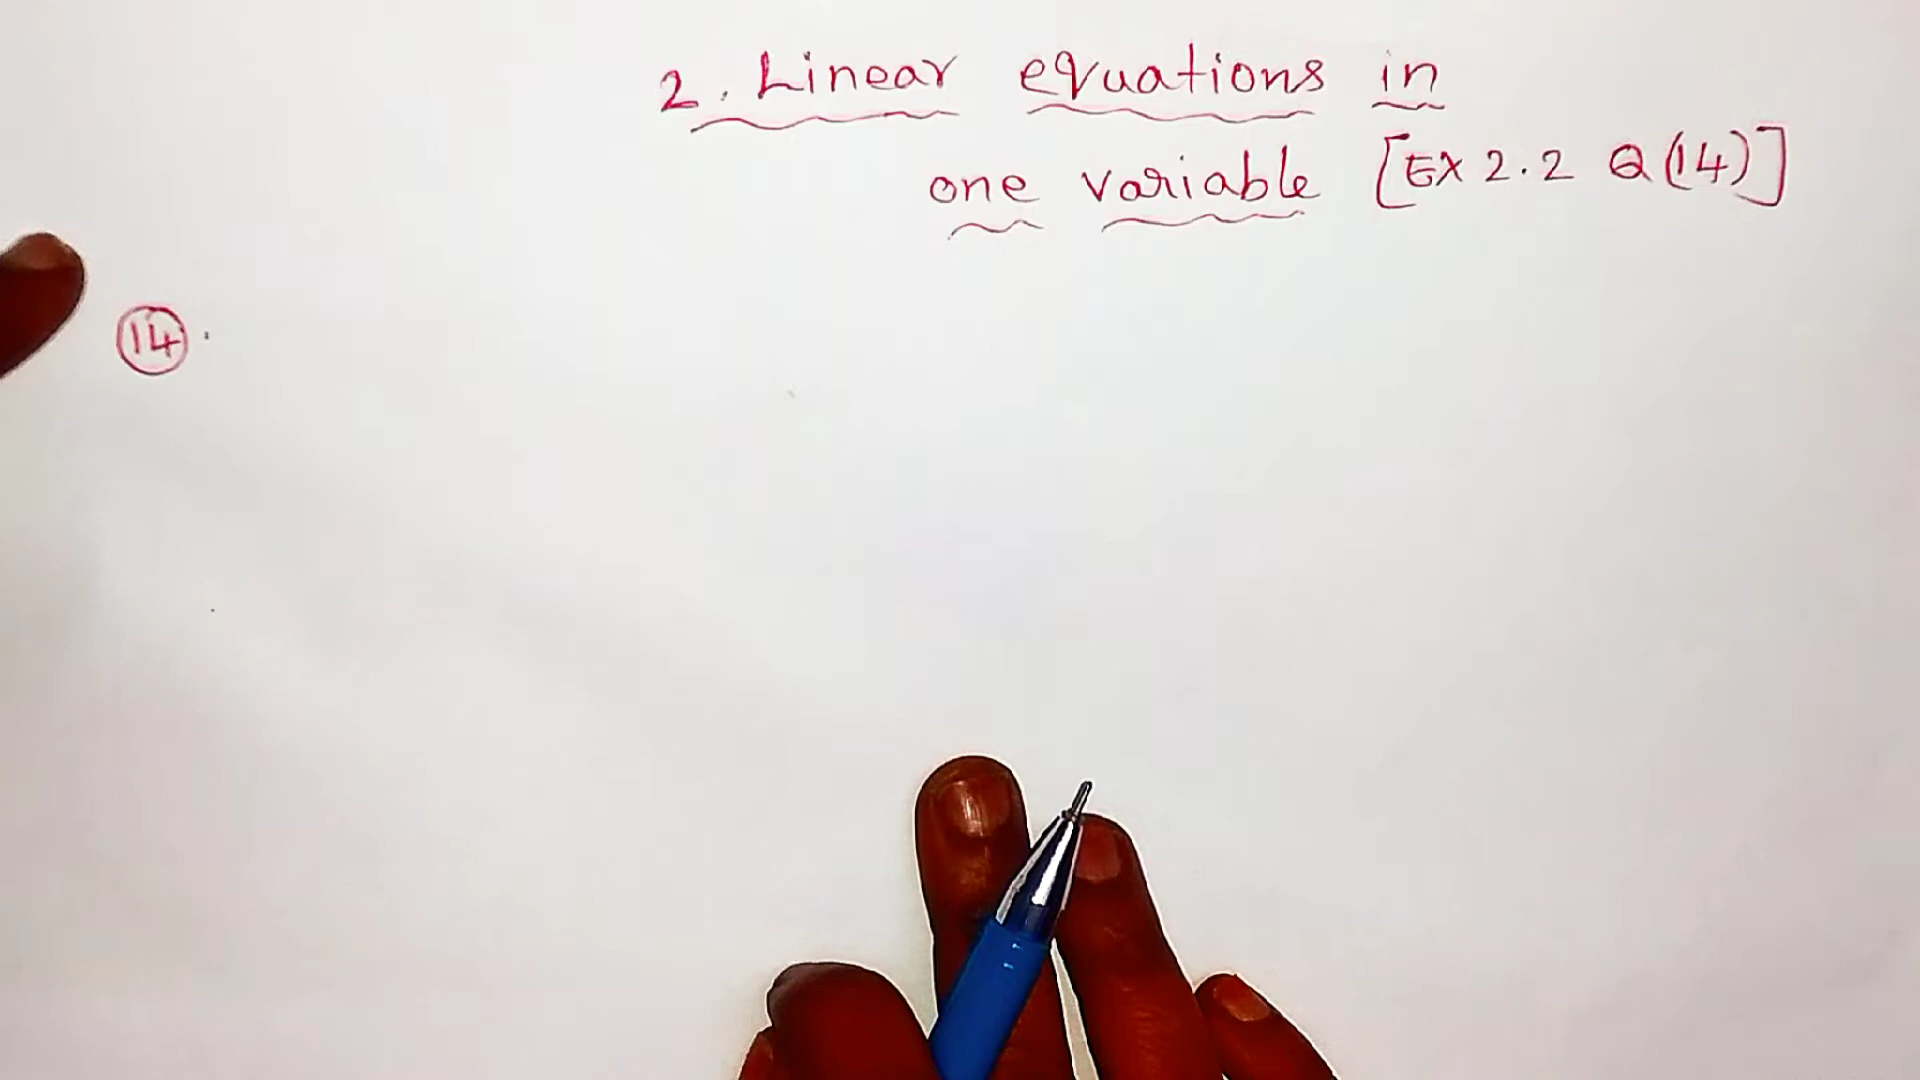 2. Linear equations in
one variable [EX 2.2 Q(14)]
14.